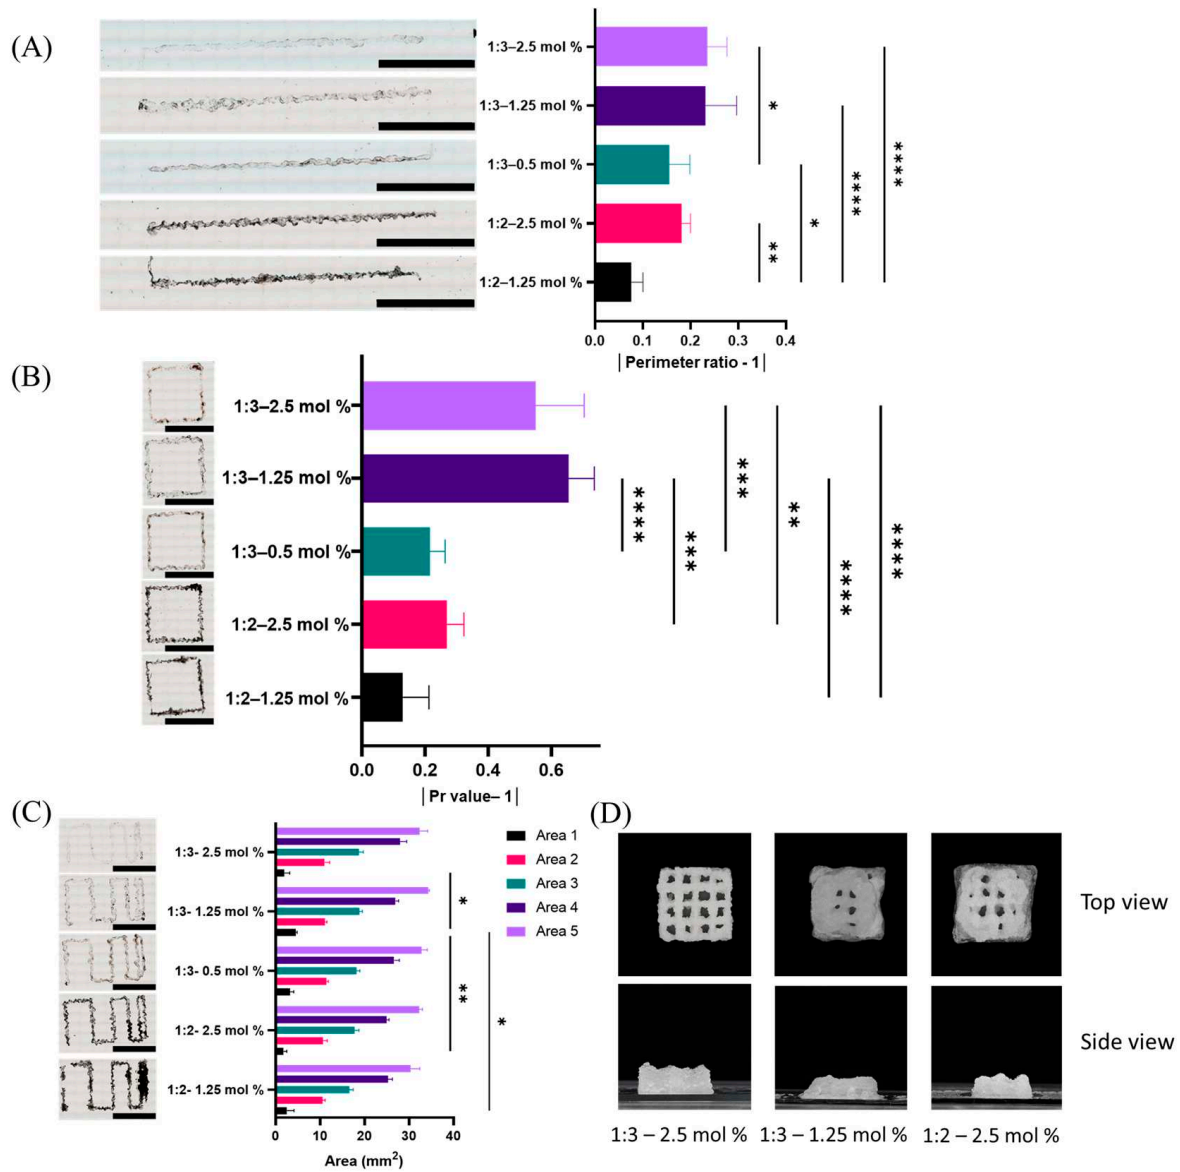 (A)
1:3–2.5 mol %
1:3–1.25 mol %
1:3–0.5 mol %
1:2–2.5 mol %
1:2–1.25 mol %
*
**
*
****
****
0.0 0.1 0.2 0.3 0.4
| Perimeter ratio - 1 |
(B)
1:3–2.5 mol %
1:3–1.25 mol %
1:3–0.5 mol %
1:2–2.5 mol %
1:2–1.25 mol %
****
***
***
**
****
****
0.0 0.2 0.4 0.6
| Pr value– 1 |
(C)
1:3- 2.5 mol %
1:3- 1.25 mol %
1:3- 0.5 mol %
1:2- 2.5 mol %
1:2- 1.25 mol %
*
**
*
0 10 20 30 40
Area (mm²)
Area 1
Area 2
Area 3
Area 4
Area 5
(D)
Top view
Side view
1:3 – 2.5 mol % 1:3 – 1.25 mol % 1:2 – 2.5 mol %